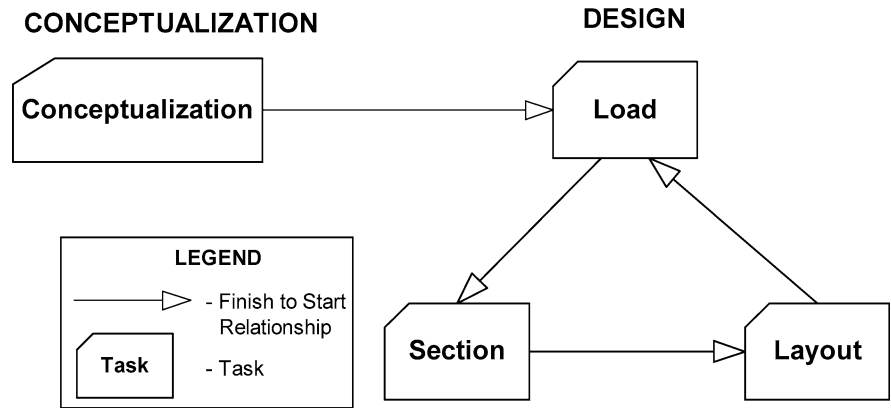 CONCEPTUALIZATION
DESIGN
Conceptualization
Load
LEGEND
- Finish to Start
Relationship
Task
- Task
Section
Layout